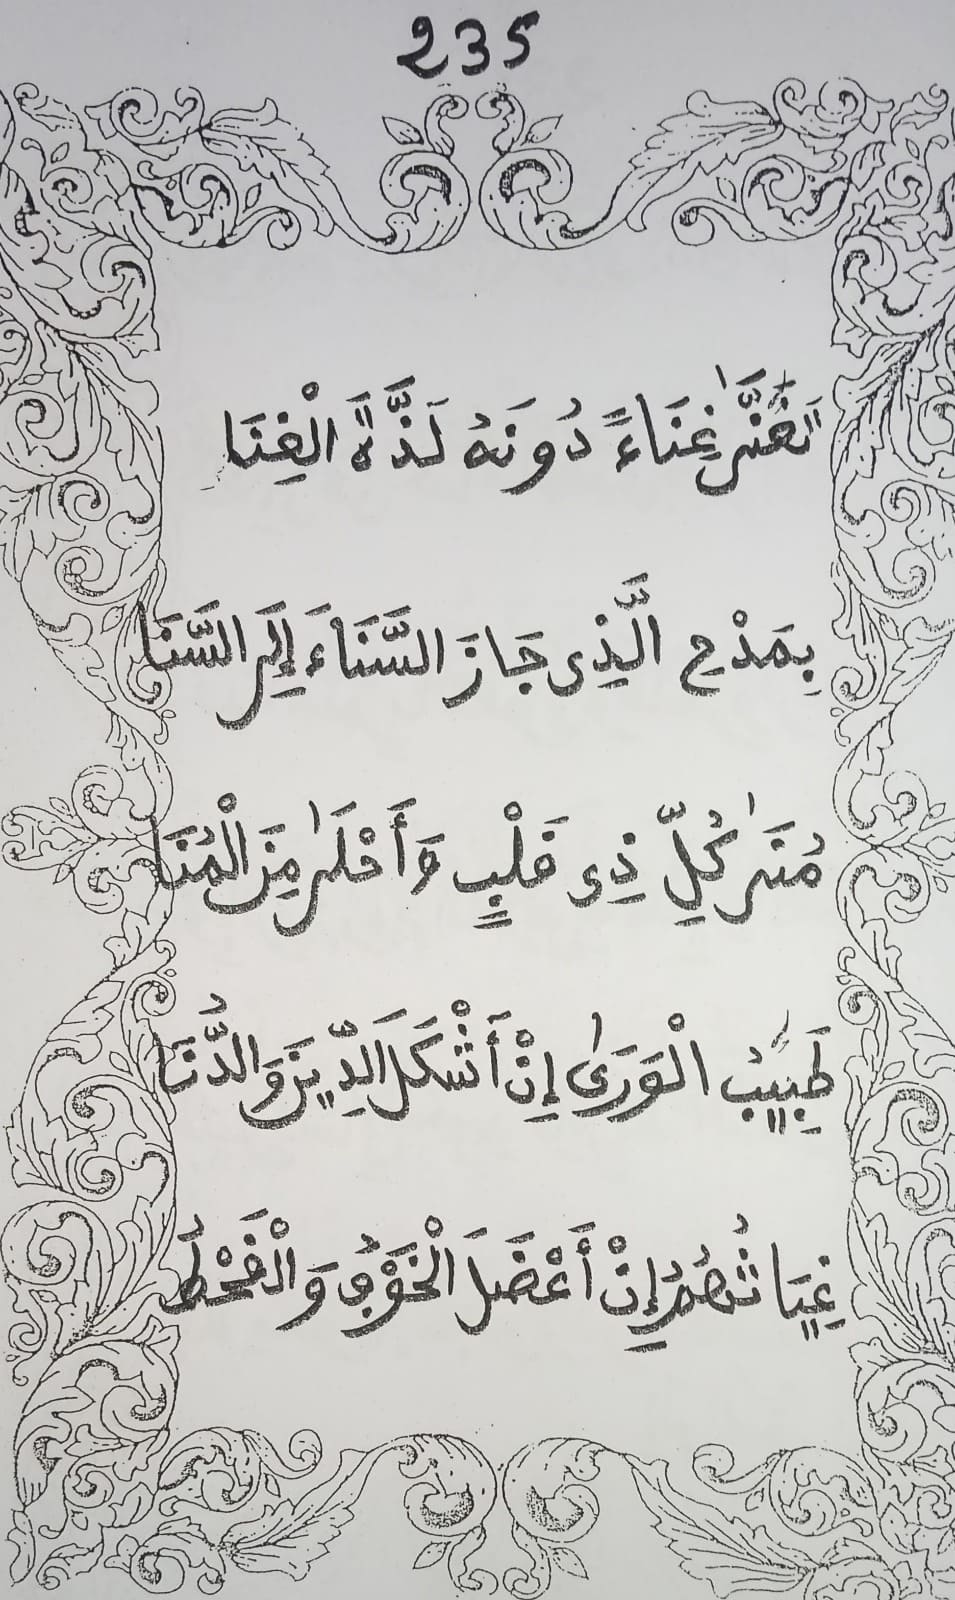 235
تَغَنَّىٰ غِنَاءً دُونَهُ لَذَّةُ الْغِنَا
بِمَدْحِ الَّذِى جَازَ السَّنَاءَ إِلَى السَّنَا
مُنَىٰ كُلِّ ذِى قَلْبٍ وَأَحْلَىٰ مِنَ الْمُنَا
طَبِيبُ الْوَرَىٰ إِنْ أَشْكَلَ الدِّينُ وَالدُّنَا
غِيَاثُهُمُ إِنْ أَعْضَلَ الْخَوْفُ وَالْقَحْطُ